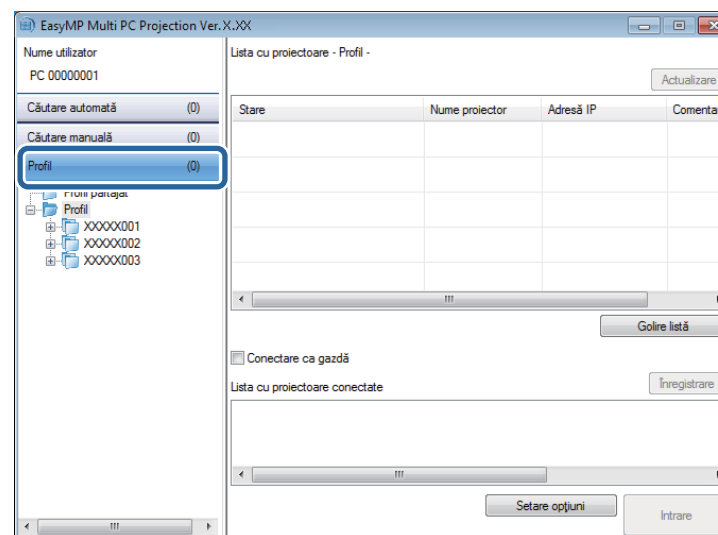 EasyMP Multi PC Projection Ver.X.XX
Nume utilizator
PC 00000001
Căutare automată (0)
Căutare manuală (0)
Profil (0)
Profil partajat
Profil
XXXXX001
XXXXX002
XXXXX003
Lista cu proiectoare - Profil -
Actualizare
Stare Nume proiector Adresă IP Comenta
Golire listă
Conectare ca gazdă
Lista cu proiectoare conectate Înregistrare
Setare opțiuni
Intrare